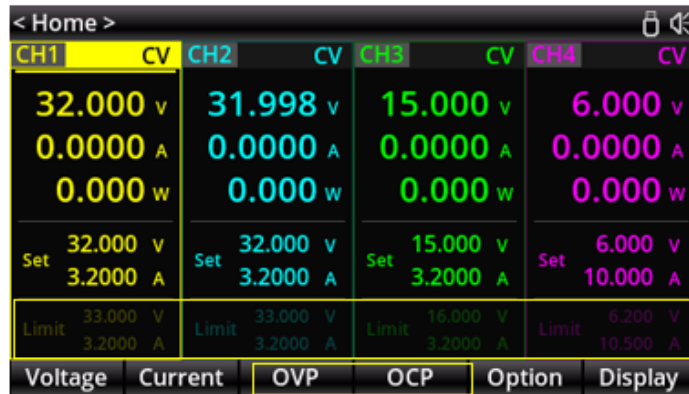 < Home >
CH1 CV CH2 CV CH3 CV CH4 CV
32.000 V 31.998 V 15.000 V 6.000 V
0.0000 A 0.0000 A 0.0000 A 0.0000 A
0.000 W 0.000 W 0.000 W 0.000 W
Set 32.000 V Set 32.000 V Set 15.000 V Set 6.000 V
3.2000 A 3.2000 A 3.2000 A 10.000 A
Limit 33.000 V Limit 33.000 V Limit 16.000 V Limit 6.200 V
3.2000 A 3.2000 A 3.2000 A 10.500 A
Voltage Current OVP OCP Option Display